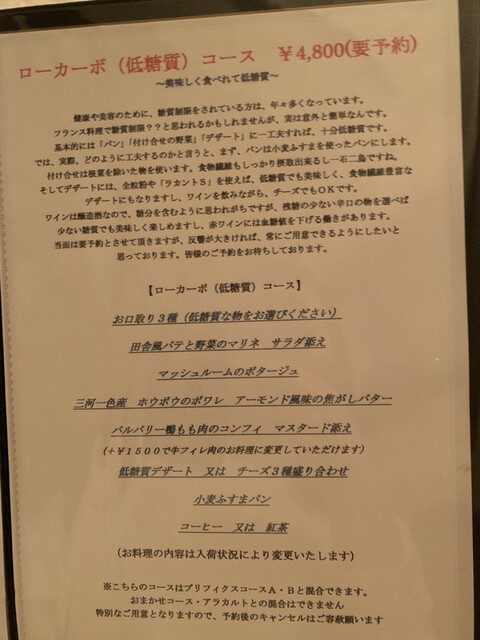 ローカーボ（低糖質）コース　￥4,800(要予約)
～美味しく食べれて低糖質～
健康や美容のために、糖質制限をされている方は、年々多くなっています。
フランス料理で糖質制限？？と思われるかもしれませんが、実は意外と簡単なんです。
基本的には「パン」「付け合せの野菜」「デザート」に一工夫すれば、十分低糖質です。
では、実際、どのように工夫するのかと言うと、まず、パンは小麦ふすまを使ったパンにします。
付け合せは根菜を除いた物を使います。食物繊維もしっかり摂取出来るし一石二鳥ですね。
そしてデザートには、全粒粉や「ラカントＳ」を使えば、低糖質でも美味しく、食物繊維豊富な
デザートにもなりますし、ワインを飲みながら、チーズでもＯＫです。
ワインは醸造酒なので、糖分を含むように思われがちですが、残糖の少ない辛口の物を選べば
少ない糖質でも美味しく楽しめますし、赤ワインには血糖値を下げる働きがあります。
当面は要予約とさせて頂きますが、反響が大きければ、常にご用意できるようにしたいと
思っております。皆様のご予約をお待ちしております。
【ローカーボ（低糖質）コース】
お口取り３種（低糖質な物をお選びください）
田舎風パテと野菜のマリネ　サラダ添え
マッシュルームのポタージュ
三河一色産　ホウボウのポワレ　アーモンド風味の焦がしバター
バルバリー鴨もも肉のコンフィ　マスタード添え
（＋￥１５００で牛フィレ肉のお料理に変更していただけます）
低糖質デザート　又は　チーズ３種盛り合わせ
小麦ふすまパン
コーヒー　又は　紅茶
（お料理の内容は入荷状況により変更いたします）
※こちらのコースはプリフィクスコースＡ・Ｂと混合できます。
おまかせコース・アラカルトとの混合はできません
特別なご用意となりますので、予約後のキャンセルはご容赦願います